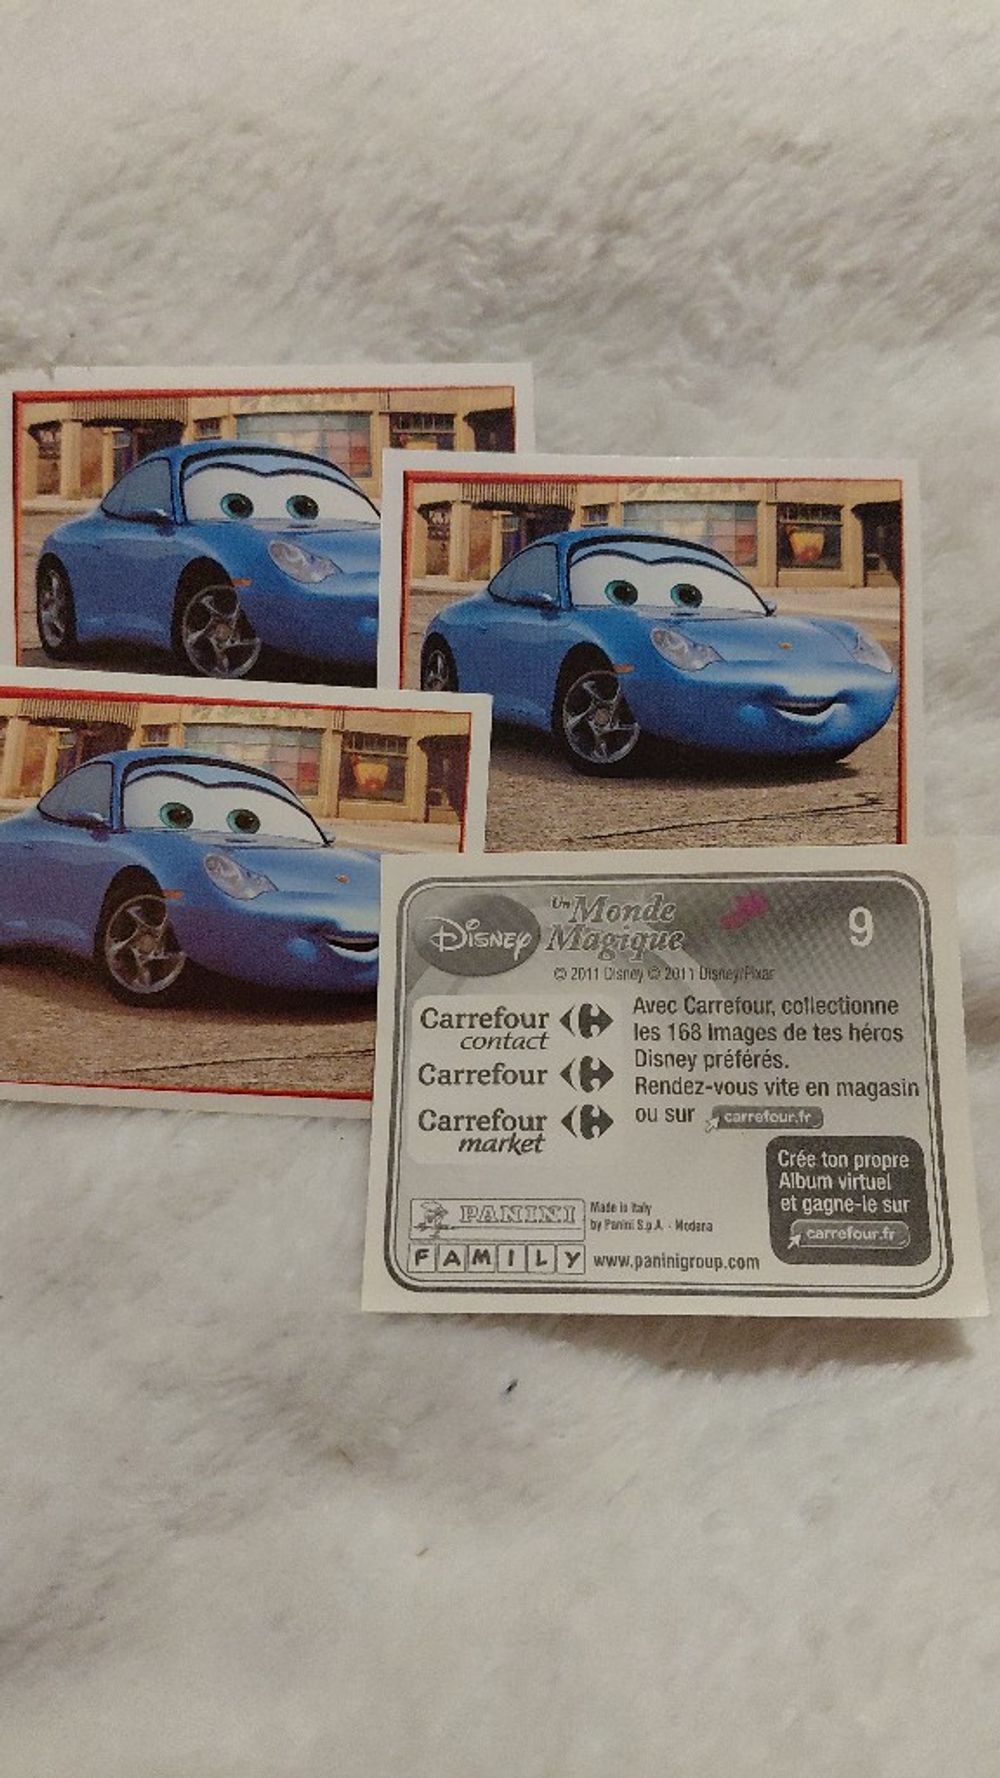 Disney
Un Monde
Magique
9
© 2011 Disney © 2011 Disney/Pixar
Carrefour
contact
Carrefour
Carrefour
market
Avec Carrefour, collectionne
les 168 images de tes héros
Disney préférés.
Rendez-vous vite en magasin
ou sur carrefour.fr
Crée ton propre
Album virtuel
et gagne-le sur
carrefour.fr
PANINI
FAMILY
Made in Italy
by Panini S.p.A. - Modena
www.paninigroup.com